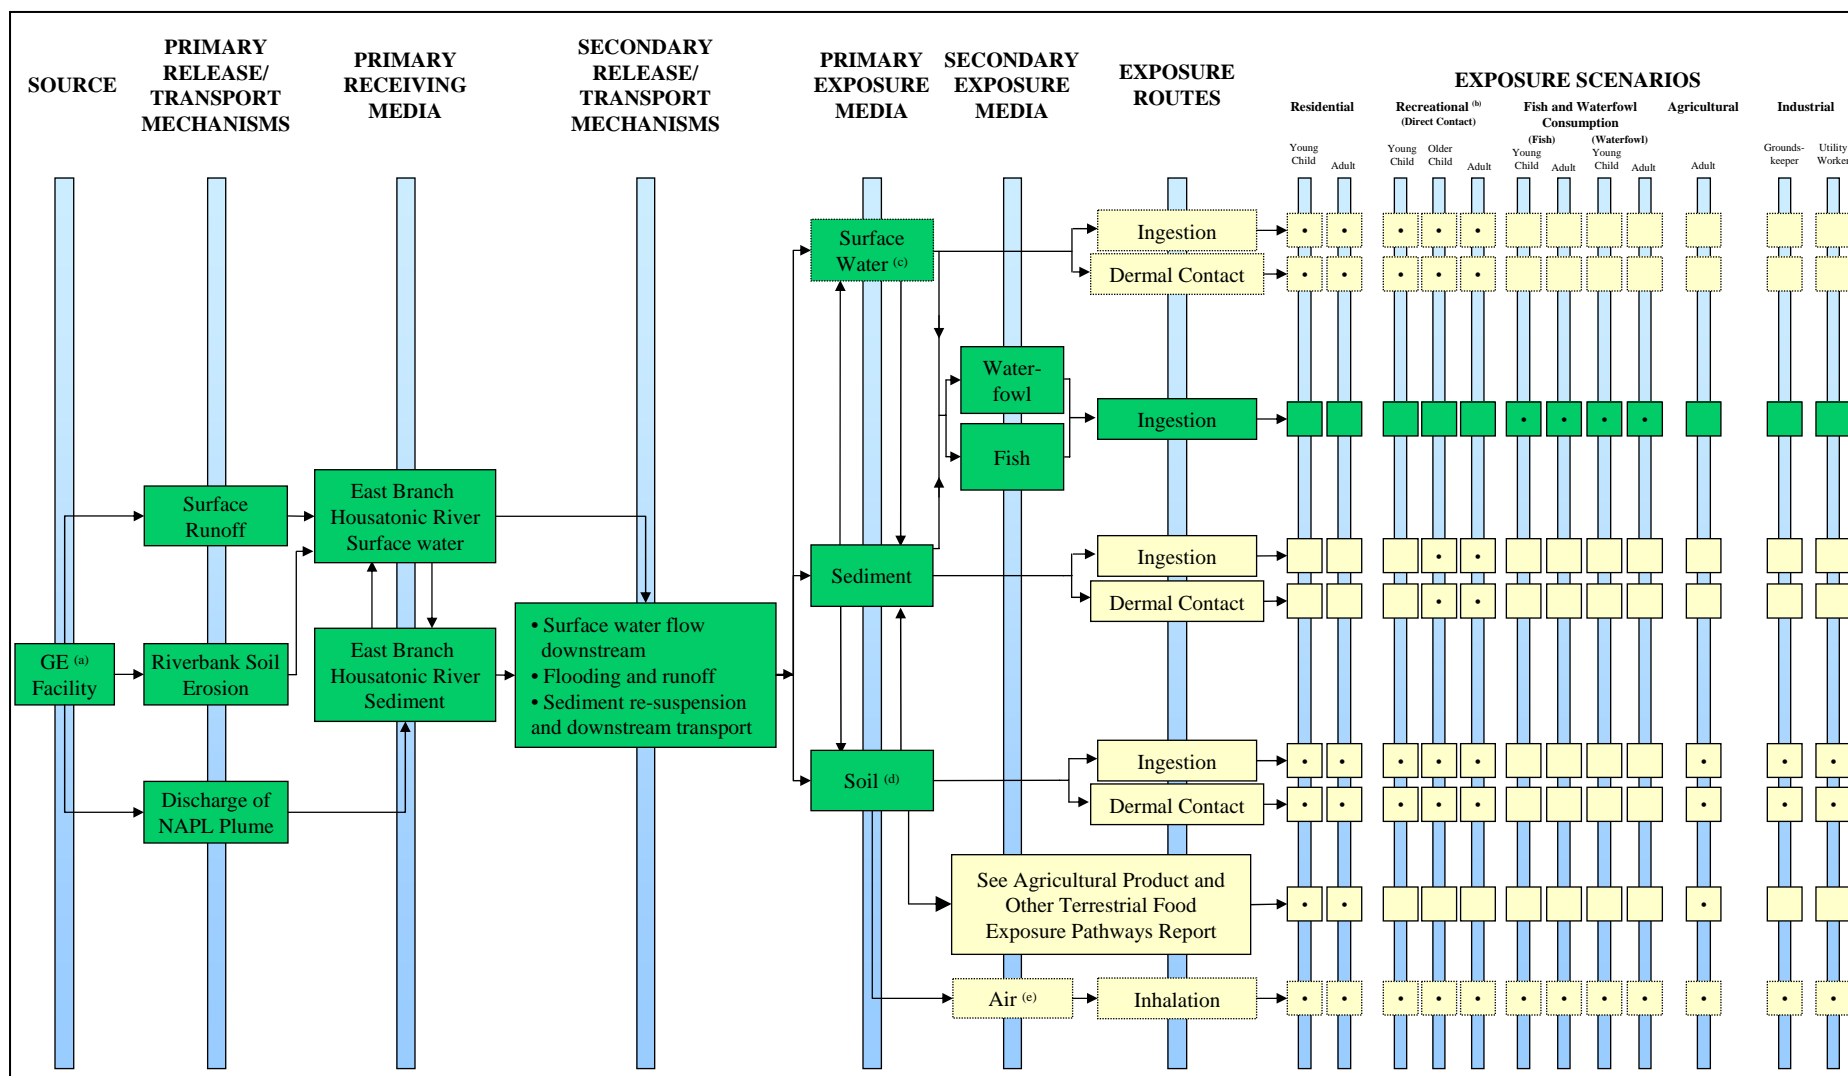 SOURCE
PRIMARY
RELEASE/
TRANSPORT
MECHANISMS
PRIMARY
RECEIVING
MEDIA
SECONDARY
RELEASE/
TRANSPORT
MECHANISMS
PRIMARY
EXPOSURE
MEDIA
SECONDARY
EXPOSURE
MEDIA
EXPOSURE
ROUTES
EXPOSURE SCENARIOS
Residential
Recreational (b)
(Direct Contact)
Fish and Waterfowl
Consumption
(Fish)
(Waterfowl)
Agricultural
Industrial
Young
Child
Adult
Young
Child
Older
Child
Adult
Young
Child
Adult
Young
Child
Adult
Adult
Grounds-
keeper
Utility
Worker
GE (a)
Facility
Surface
Runoff
Riverbank Soil
Erosion
Discharge of
NAPL Plume
East Branch
Housatonic River
Surface water
East Branch
Housatonic River
Sediment
• Surface water flow
downstream
• Flooding and runoff
• Sediment re-suspension
and downstream transport
Surface
Water (c)
Sediment
Soil (d)
Water-
fowl
Fish
See Agricultural Product and
Other Terrestrial Food
Exposure Pathways Report
Air (e)
Ingestion
Dermal Contact
Ingestion
Ingestion
Dermal Contact
Ingestion
Dermal Contact
Inhalation